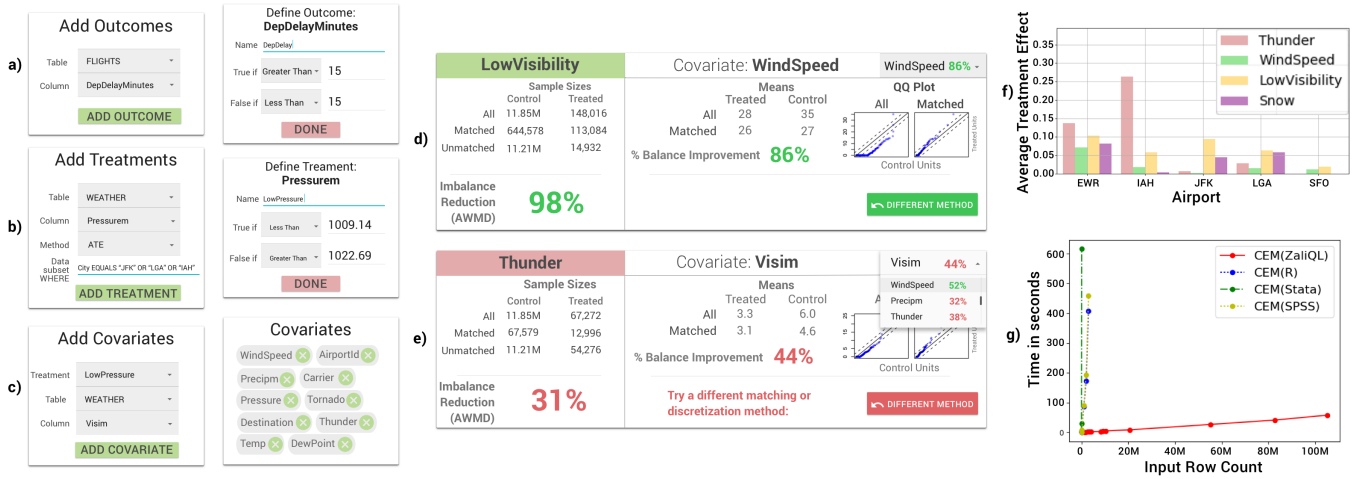 a)
Add Outcomes
Table FLIGHTS
Column DepDelayMinutes
ADD OUTCOME
Define Outcome:
DepDelayMinutes
Name DepDelay
True if Greater Than 15
False if Less Than 15
DONE
b)
Add Treatments
Table WEATHER
Column Pressurem
Method ATE
Data
subset
WHERE
City EQUALS "JFK" OR "LGA" OR "IAH"
ADD TREATMENT
Define Treament:
Pressurem
Name LowPressure
True if Less Than 1009.14
False if Greater Than 1022.69
DONE
c)
Add Covariates
Treatment LowPressure
Table WEATHER
Column Visim
ADD COVARIATE
Covariates
WindSpeed AirportId
Precipm Carrier
Pressure Tornado
Destination Thunder
Temp DewPoint
d)
LowVisibility
Sample Sizes
Control Treated
All 11.85M 148,016
Matched 644,578 113,084
Unmatched 11.21M 14,932
Imbalance
Reduction
(AWMD)
98%
Covariate: WindSpeed
WindSpeed 86%
Means
Treated Control
All 28 35
Matched 26 27
% Balance Improvement 86%
QQ Plot
All Matched
Treated Units
Control Units
DIFFERENT METHOD
e)
Thunder
Sample Sizes
Control Treated
All 11.85M 67,272
Matched 67,579 12,996
Unmatched 11.21M 54,276
Imbalance
Reduction
(AWMD)
31%
Covariate: Visim
Visim 44%
WindSpeed 52%
Precipm 32%
Thunder 38%
Means
Treated Control
All 3.3 6.0
Matched 3.1 4.6
% Balance Improvement 44%
Control Units
Try a different matching or
discretization method:
DIFFERENT METHOD
f)
Average Treatment Effect
0.35
0.30
0.25
0.20
0.15
0.10
0.05
0.00
EWR IAH JFK LGA SFO
Airport
Thunder
WindSpeed
LowVisibility
Snow
g)
Time in seconds
600
500
400
300
200
100
0
0 20M 40M 60M 80M 100M
Input Row Count
CEM(ZaliQL)
CEM(R)
CEM(Stata)
CEM(SPSS)